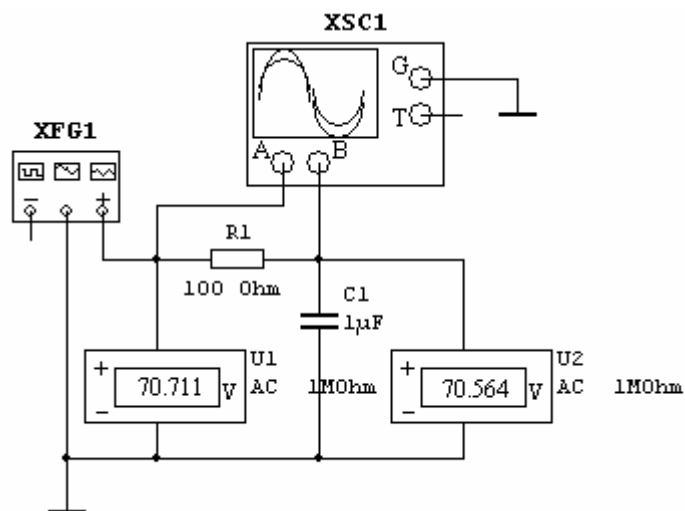 XSC1
G
T
A B
XFG1
− +
R1
100 Ohm
C1
1µF
U1
+
−
70.711 V
AC 1MOhm
U2
+
−
70.564 V
AC 1MOhm